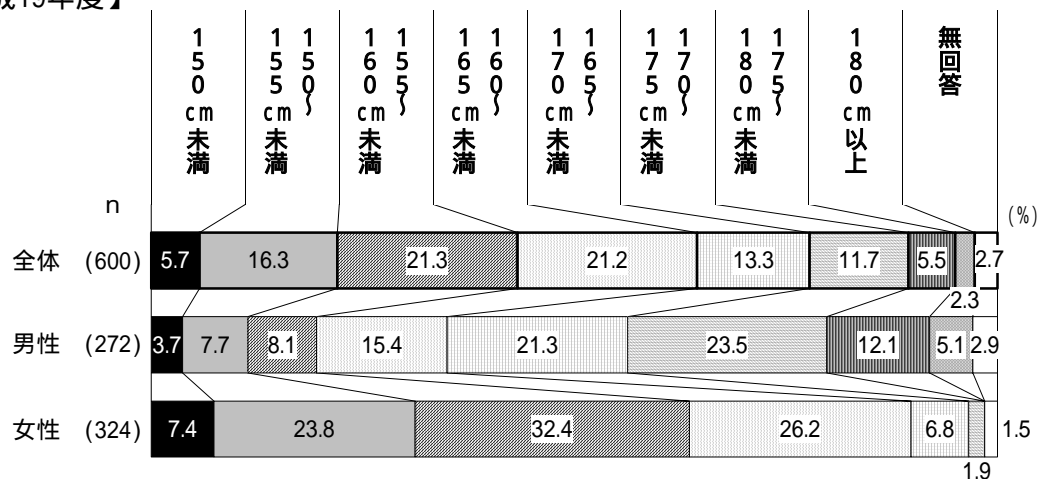 成19年度】
150cm未満
150~
155cm未満
155~
160cm未満
160~
165cm未満
165~
170cm未満
170~
175cm未満
175~
180cm未満
180cm以上
無回答
n
(%)
全体 (600) 5.7 16.3 21.3 21.2 13.3 11.7 5.5 2.3 2.7
男性 (272) 3.7 7.7 8.1 15.4 21.3 23.5 12.1 5.1 2.9
女性 (324) 7.4 23.8 32.4 26.2 6.8 1.9 1.5